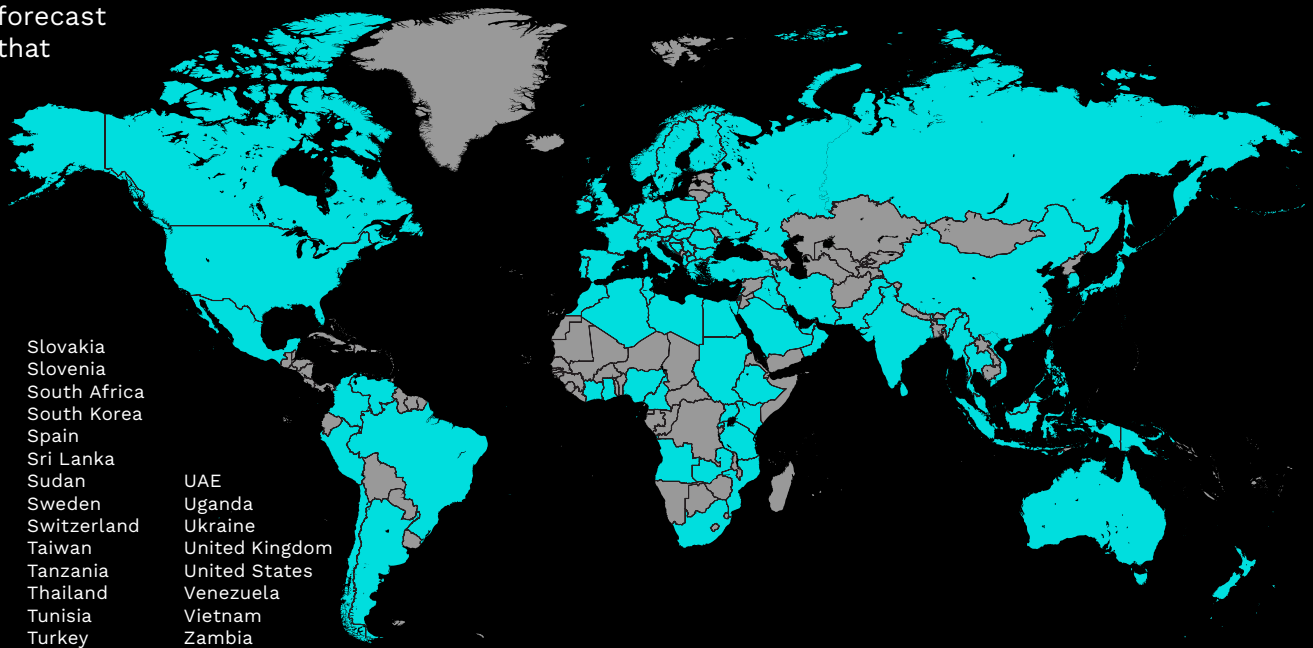 forecast
that
Slovakia
Slovenia
South Africa
South Korea
Spain
Sri Lanka
Sudan
Sweden
Switzerland
Taiwan
Tanzania
Thailand
Tunisia
Turkey
UAE
Uganda
Ukraine
United Kingdom
United States
Venezuela
Vietnam
Zambia